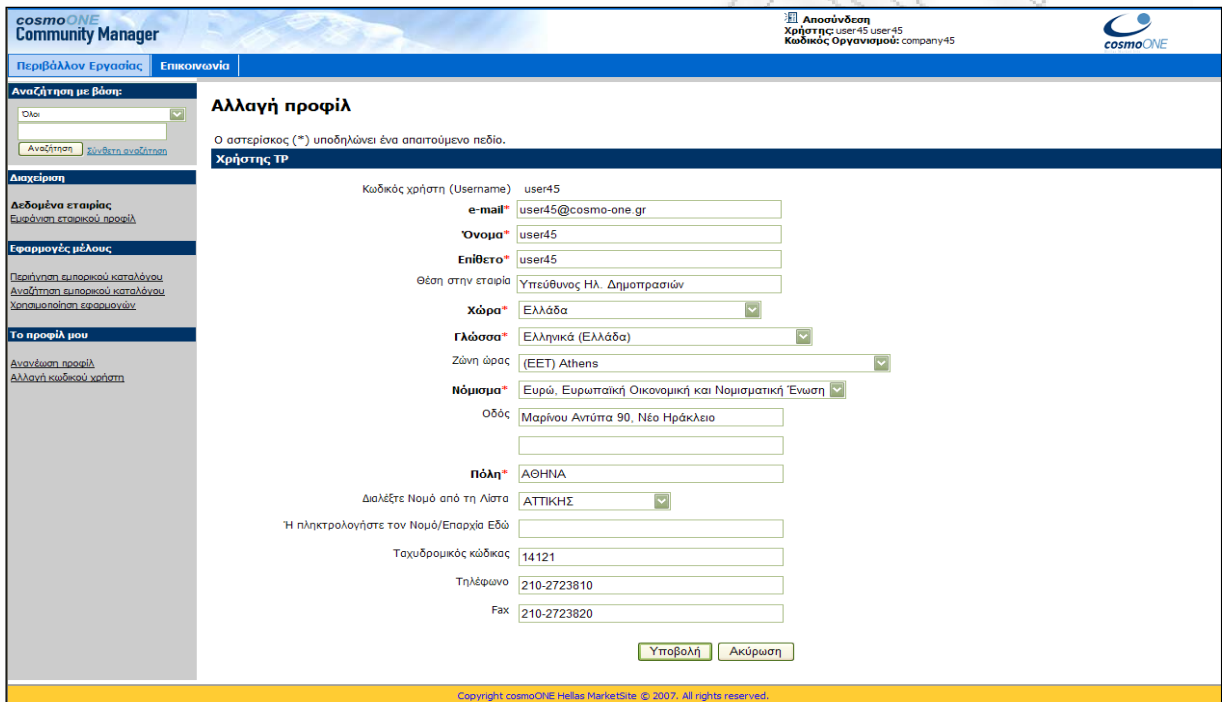 cosmoONE
Community Manager
Αποσύνδεση
Χρήστης: user45 user45
Κωδικός Οργανισμού: company45
cosmoONE
Περιβάλλον Εργασίας Επικοινωνία
Αναζήτηση με βάση:
Όλοι
Αναζήτηση Σύνθετη αναζήτηση
Διαχείριση
Δεδομένα εταιρίας
Εμφάνιση εταιρικού προφίλ
Εφαρμογές μέλους
Περιήγηση εμπορικού καταλόγου
Αναζήτηση εμπορικού καταλόγου
Χρησιμοποίηση εφαρμογών
Το προφίλ μου
Ανανέωση προφίλ
Αλλαγή κωδικού χρήστη
Αλλαγή προφίλ
Ο αστερίσκος (*) υποδηλώνει ένα απαιτούμενο πεδίο.
Χρήστης TP
Κωδικός χρήστη (Username) user45
e-mail* user45@cosmo-one.gr
Όνομα* user45
Επίθετο* user45
Θέση στην εταιρία Υπεύθυνος Ηλ. Δημοπρασιών
Χώρα* Ελλάδα
Γλώσσα* Ελληνικά (Ελλάδα)
Ζώνη ώρας (EET) Athens
Νόμισμα* Ευρώ, Ευρωπαϊκή Οικονομική και Νομισματική Ένωση
Οδός Μαρίνου Αντύπα 90, Νέο Ηράκλειο
Πόλη* ΑΘΗΝΑ
Διαλέξτε Νομό από τη Λίστα ΑΤΤΙΚΗΣ
Ή πληκτρολογήστε τον Νομό/Επαρχία Εδώ
Ταχυδρομικός κώδικας 14121
Τηλέφωνο 210-2723810
Fax 210-2723820
Υποβολή Ακύρωση
Copyright cosmoONE Hellas MarketSite © 2007. All rights reserved.